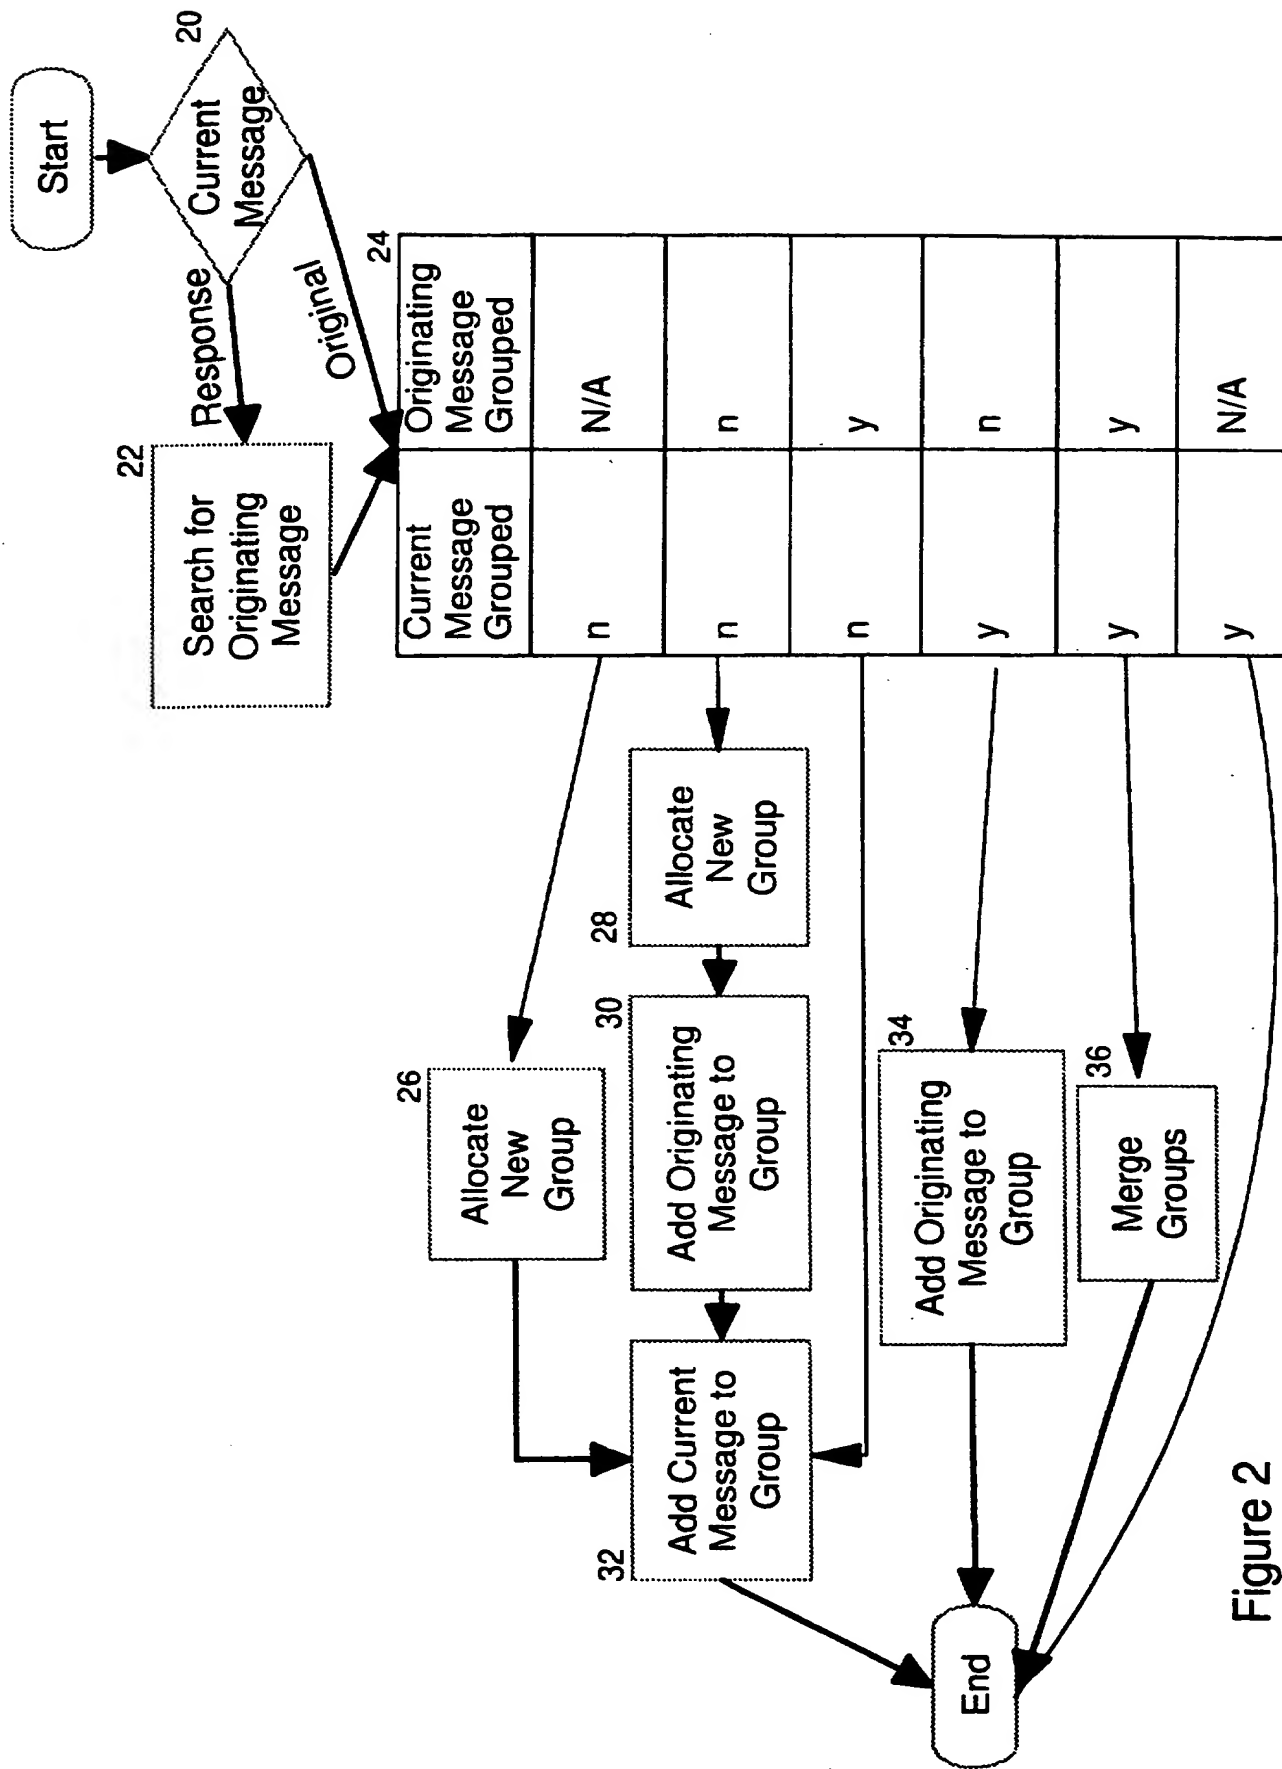 Start
20
Current
Message
Response
Original
22
Search for
Originating
Message
24
Current
Message
Grouped
Originating
Message
Grouped
n
N/A
n
n
n
y
y
n
y
y
y
N/A
26
Allocate
New
Group
28
Allocate
New
Group
30
Add Originating
Message to
Group
32
Add Current
Message to
Group
34
Add Originating
Message to
Group
36
Merge
Groups
End
Figure 2